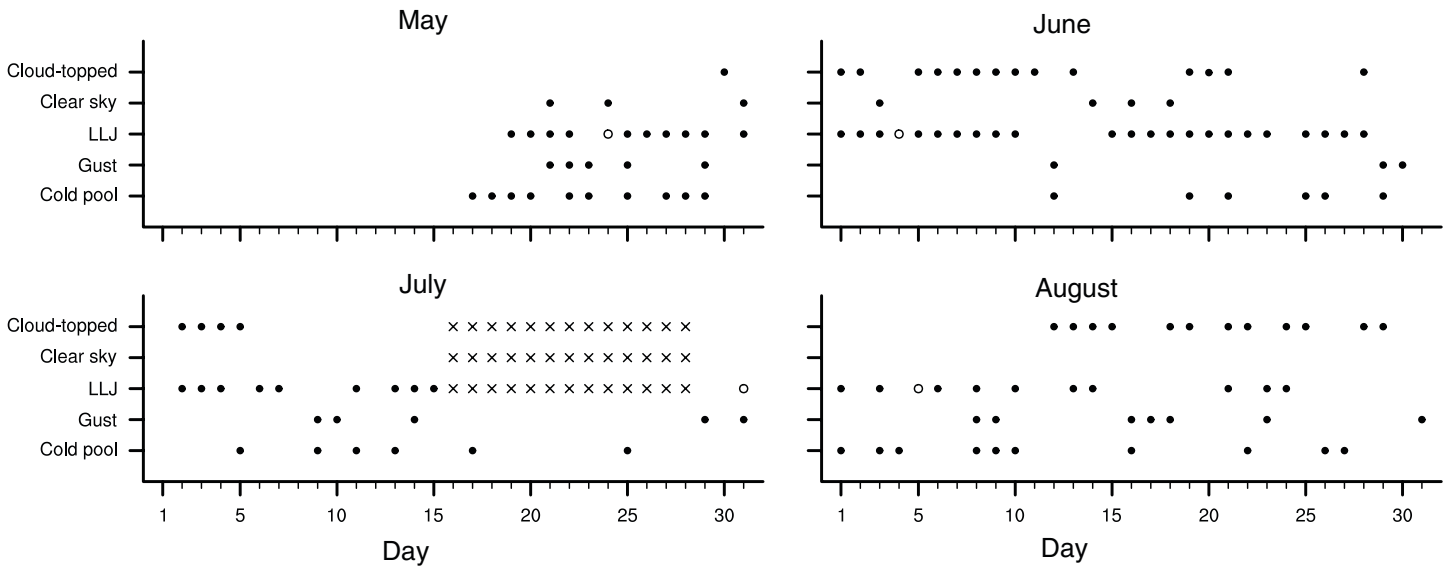 May
June
Cloud-topped
Clear sky
LLJ
Gust
Cold pool
July
August
Cloud-topped
Clear sky
LLJ
Gust
Cold pool
1 5 10 15 20 25 30
1 5 10 15 20 25 30
Day
Day